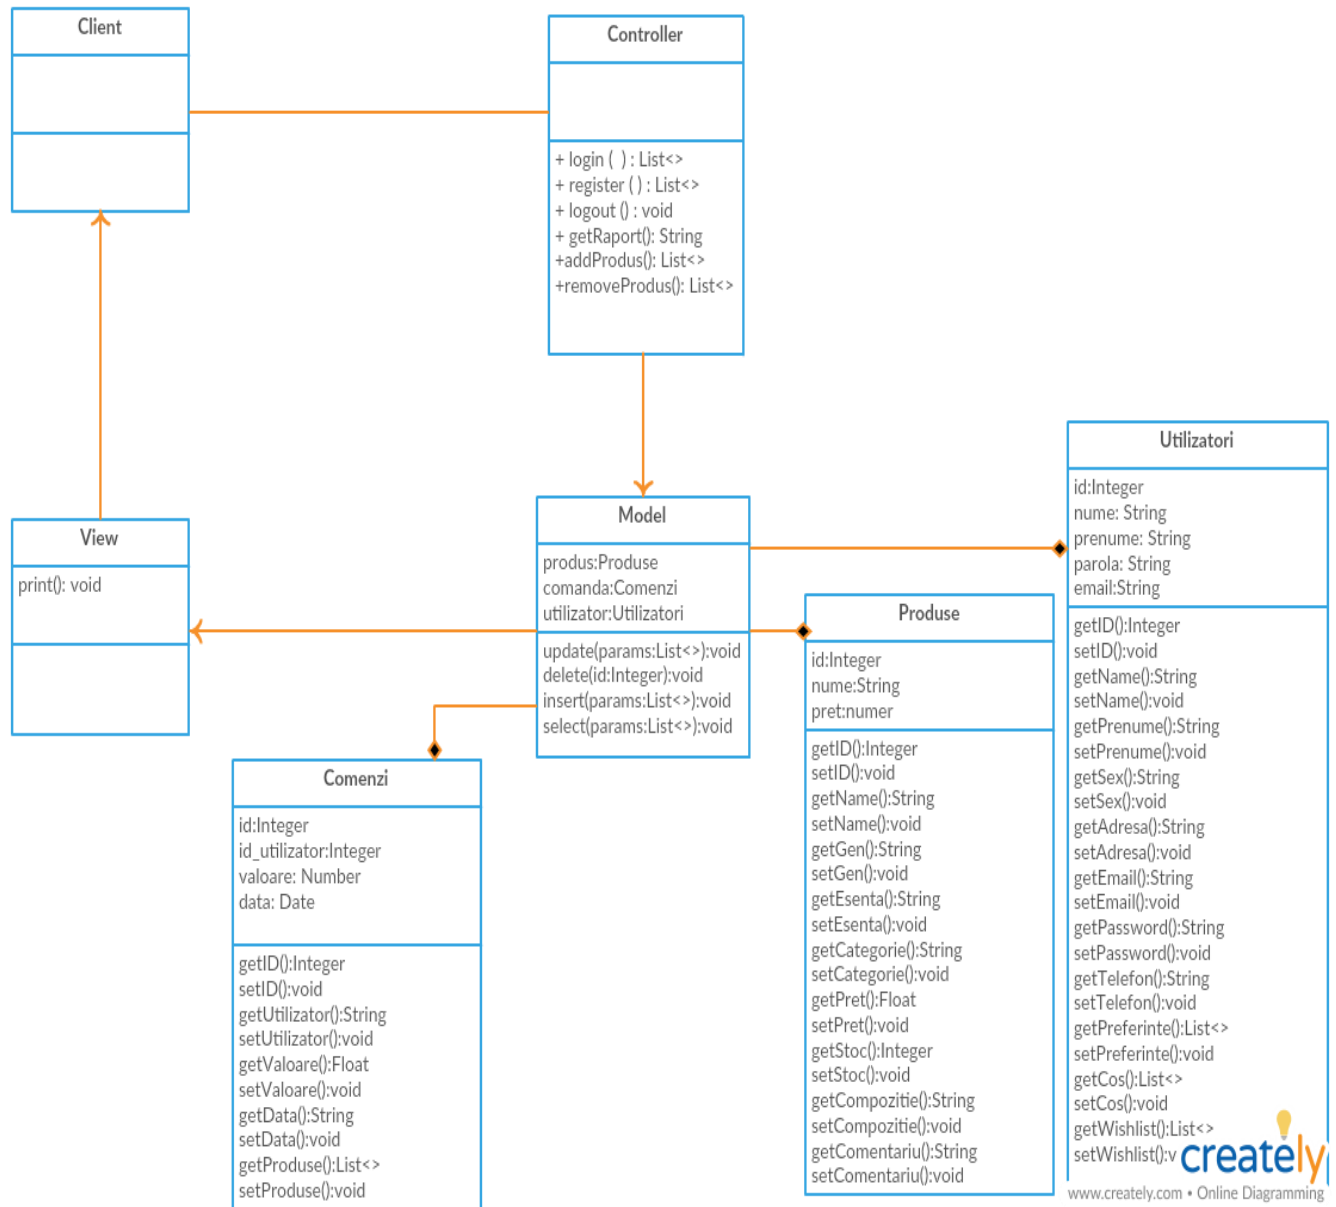 Client
Controller
+ login ( ) : List<>
+ register ( ) : List<>
+ logout () : void
+ getRaport(): String
+addProdus(): List<>
+removeProdus(): List<>
View
print(): void
Model
produs:Produse
comanda:Comenzi
utilizator:Utilizatori
update(params:List<>):void
delete(id:Integer):void
insert(params:List<>):void
select(params:List<>):void
Utilizatori
id:Integer
nume: String
prenume: String
parola: String
email:String
getID():Integer
setID():void
getName():String
setName():void
getPrenume():String
setPrenume():void
getSex():String
setSex():void
getAdresa():String
setAdresa():void
getEmail():String
setEmail():void
getPassword():String
setPassword():void
getTelefon():String
setTelefon():void
getPreferinte():List<>
setPreferinte():void
getCos():List<>
setCos():void
getWishlist():List<>
setWishlist():v
Produse
id:Integer
nume:String
pret:numer
getID():Integer
setID():void
getName():String
setName():void
getGen():String
setGen():void
getEsenta():String
setEsenta():void
getCategorie():String
setCategorie():void
getPret():Float
setPret():void
getStoc():Integer
setStoc():void
getCompozitie():String
setCompozitie():void
getComentariu():String
setComentariu():void
Comenzi
id:Integer
id_utilizator:Integer
valoare: Number
data: Date
getID():Integer
setID():void
getUtilizator():String
setUtilizator():void
getValoare():Float
setValoare():void
getData():String
setData():void
getProduse():List<>
setProduse():void
creately
www.creately.com • Online Diagramming